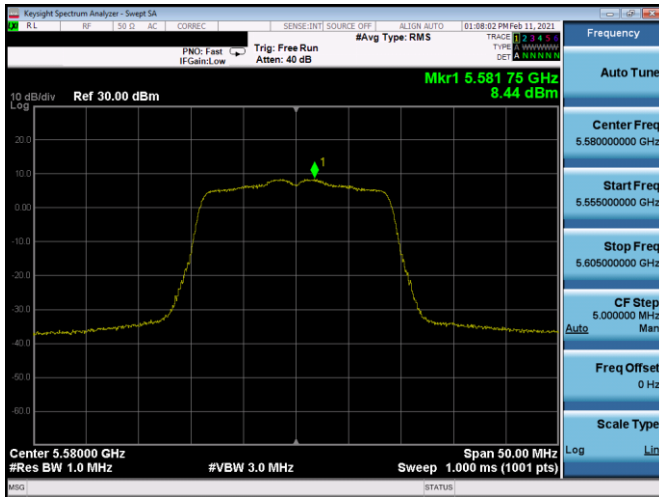 Keysight Spectrum Analyzer - Swept SA
RL RF 50 Ω AC CORREC SENSE:INT SOURCE OFF ALIGN AUTO 01:08:02 PM Feb 11, 2021
#Avg Type: RMS
TRACE 1 2 3 4 5 6
TYPE A WWWWW
DET A N N N N N
PNO: Fast Trig: Free Run
IFGain:Low Atten: 40 dB
Mkr1 5.581 75 GHz
8.44 dBm
10 dB/div Ref 30.00 dBm
Log
20.0
10.0
0.00
-10.0
-20.0
-30.0
-40.0
-50.0
-60.0
1
Center 5.58000 GHz Span 50.00 MHz
#Res BW 1.0 MHz #VBW 3.0 MHz Sweep 1.000 ms (1001 pts)
MSG STATUS
Frequency
Auto Tune
Center Freq
5.580000000 GHz
Start Freq
5.555000000 GHz
Stop Freq
5.605000000 GHz
CF Step
5.000000 MHz
Auto Man
Freq Offset
0 Hz
Scale Type
Log Lin